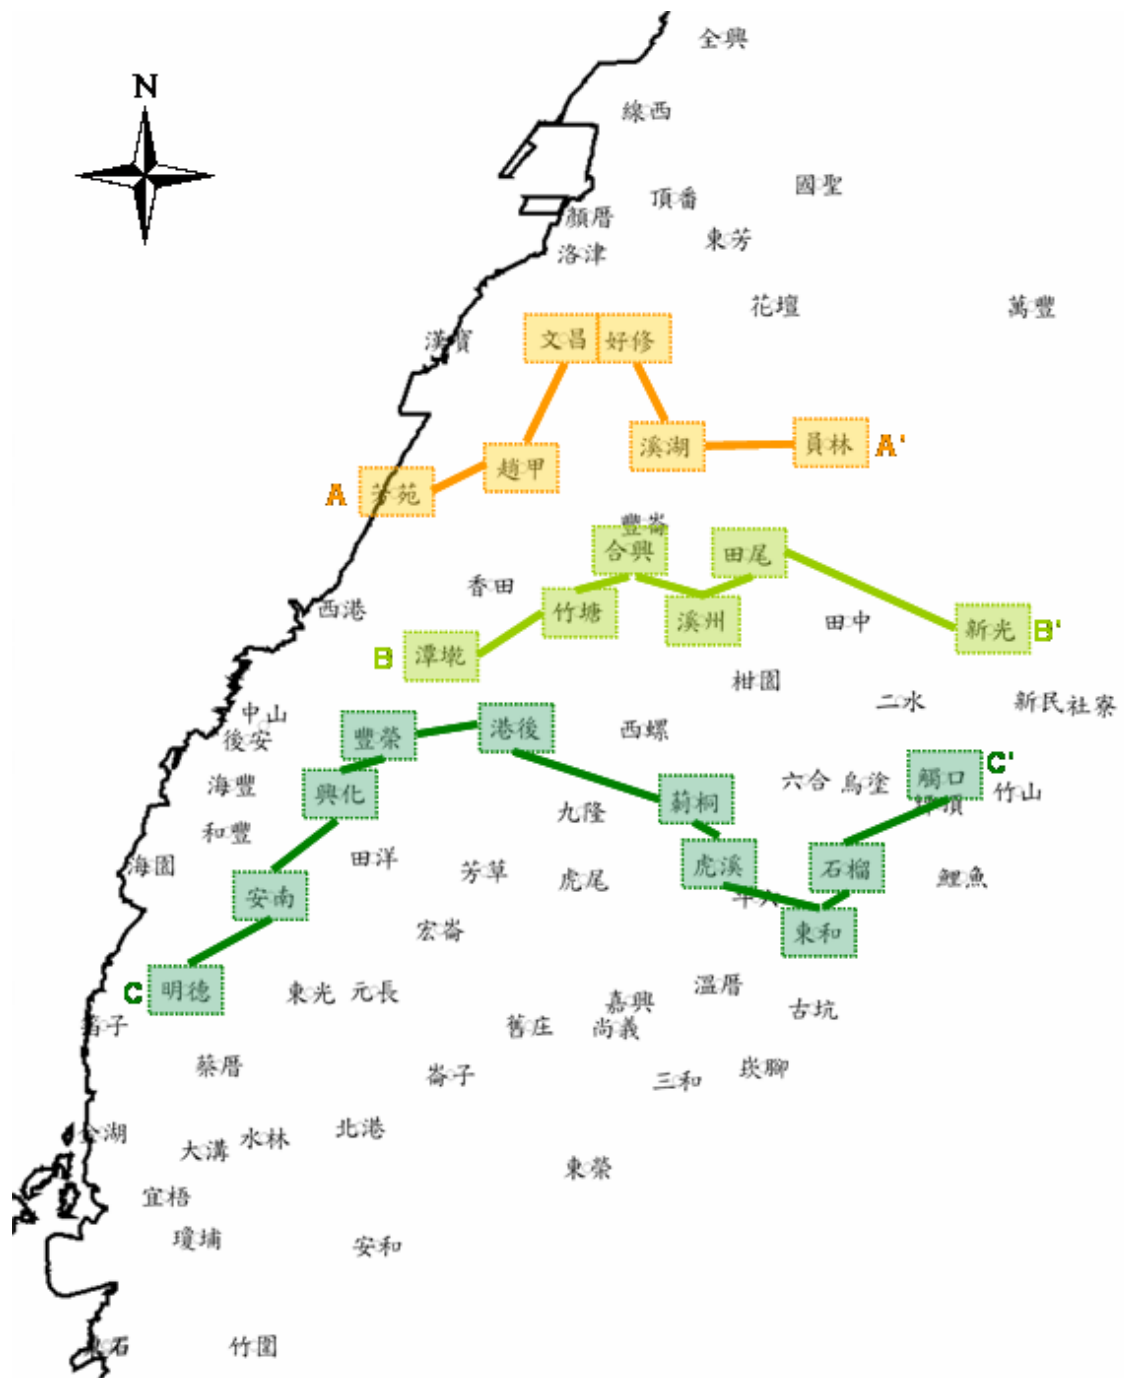 全興
N
線西
國聖
頂番
顏厝
東芳
洛津
花壇
萬豐
漢寶
文昌
好修
溪湖
員林
A'
趙甲
A
芳苑
豐崙
合興
田尾
香田
竹塘
西港
溪州
田中
新光
B'
B
潭墘
柑園
二水
新民
社寮
中山
後安
豐榮
港後
西螺
海豐
興化
觸口
C'
六合
烏塗
竹山
莿桐
九隆
和豐
田洋
海園
芳草
虎尾
虎溪
石榴
鯉魚
安南
宏崙
東和
C
明德
東光
元長
溫厝
嘉興
古坑
舊庄
尚義
蔡厝
崙子
三和
崁腳
北港
水林
大溝
東榮
宜梧
瓊埔
安和
竹圍